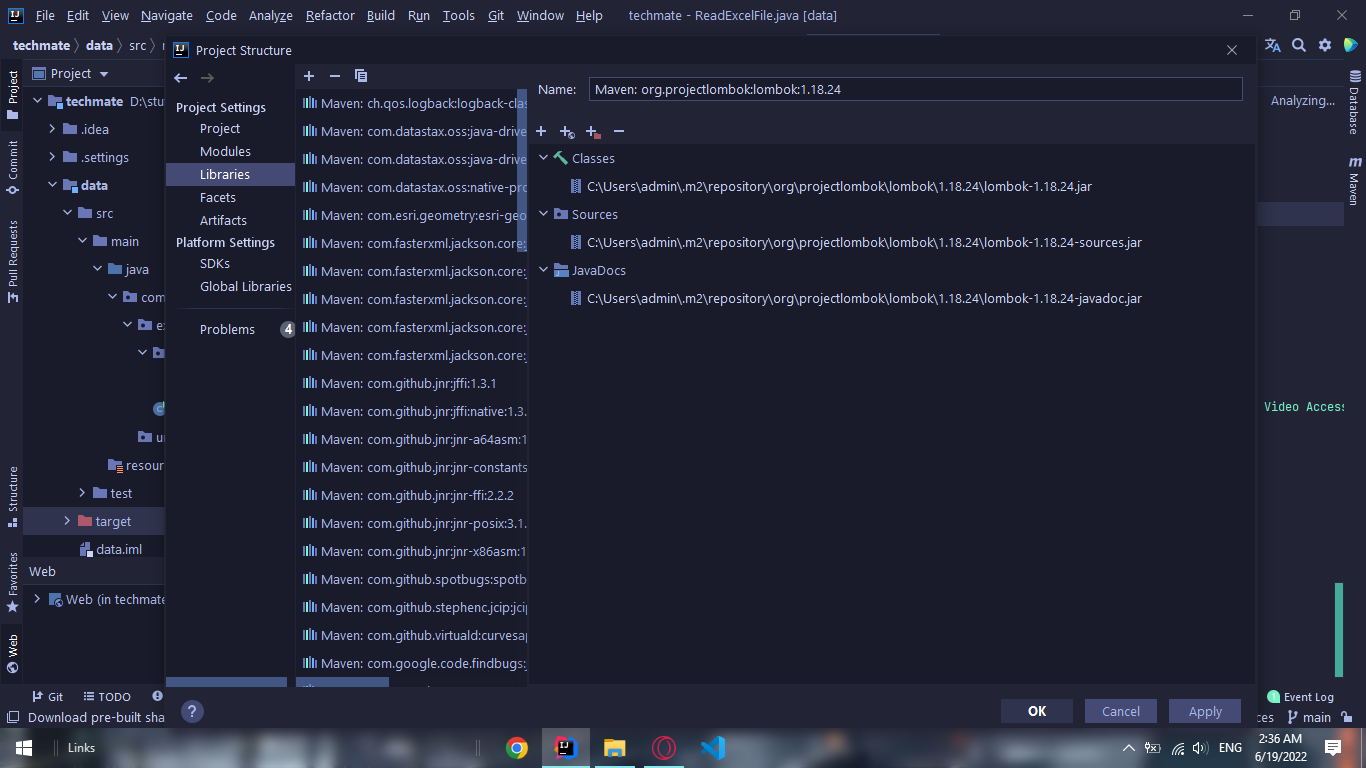 File Edit View Navigate Code Analyze Refactor Build Run Tools Git Window Help techmate - ReadExcelFile.java [data]
techmate data src
Project
techmate D:\stu
.idea
.settings
data
src
main
java
com
resour
test
target
data.iml
Web
Web (in techmate
Project
Commit
Pull Requests
Structure
Favorites
Web
Project Structure
Project Settings
Project
Modules
Libraries
Facets
Artifacts
Platform Settings
SDKs
Global Libraries
Problems 4
Maven: ch.qos.logback:logback-clas
Maven: com.datastax.oss:java-drive
Maven: com.datastax.oss:java-drive
Maven: com.datastax.oss:native-pro
Maven: com.esri.geometry:esri-geo
Maven: com.fasterxml.jackson.core:
Maven: com.fasterxml.jackson.core:
Maven: com.fasterxml.jackson.core:
Maven: com.fasterxml.jackson.core:
Maven: com.fasterxml.jackson.core:
Maven: com.github.jnr:jffi:1.3.1
Maven: com.github.jnr:jffi:native:1.3.
Maven: com.github.jnr:jnr-a64asm:1
Maven: com.github.jnr:jnr-constants
Maven: com.github.jnr:jnr-ffi:2.2.2
Maven: com.github.jnr:jnr-posix:3.1.
Maven: com.github.jnr:jnr-x86asm:1
Maven: com.github.spotbugs:spotb
Maven: com.github.stephenc.jcip:jcip
Maven: com.github.virtuald:curvesap
Maven: com.google.code.findbugs:
Name: Maven: org.projectlombok:lombok:1.18.24
Classes
C:\Users\admin\.m2\repository\org\projectlombok\lombok\1.18.24\lombok-1.18.24.jar
Sources
C:\Users\admin\.m2\repository\org\projectlombok\lombok\1.18.24\lombok-1.18.24-sources.jar
JavaDocs
C:\Users\admin\.m2\repository\org\projectlombok\lombok\1.18.24\lombok-1.18.24-javadoc.jar
? OK Cancel Apply
Analyzing...
Video Access
Database
Maven
Git TODO 1 Event Log
Download pre-built sha ces main
Links ENG 2:36 AM
6/19/2022